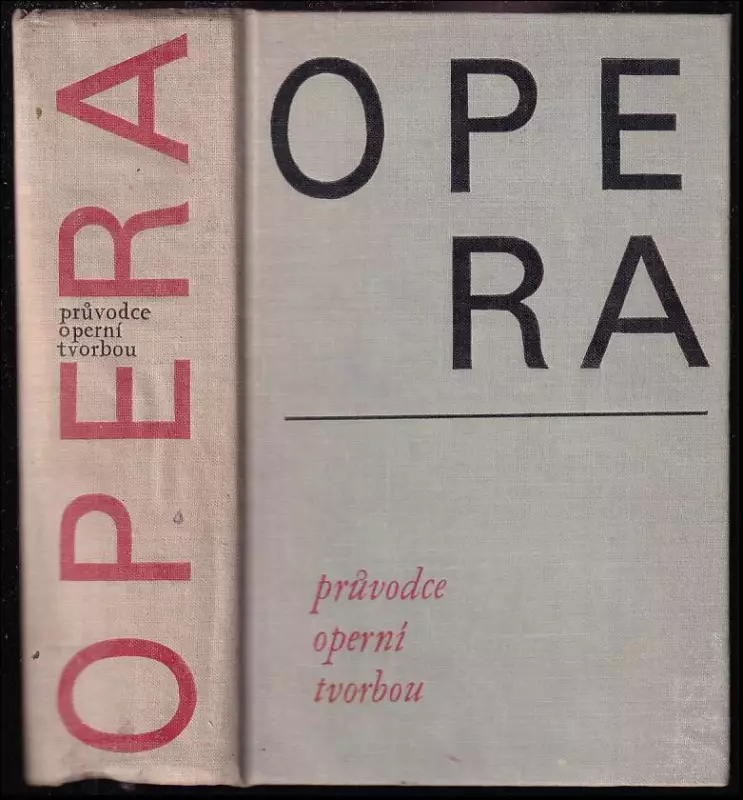 OPERA
průvodce
operní
tvorbou
OPE
RA
průvodce
operní
tvorbou